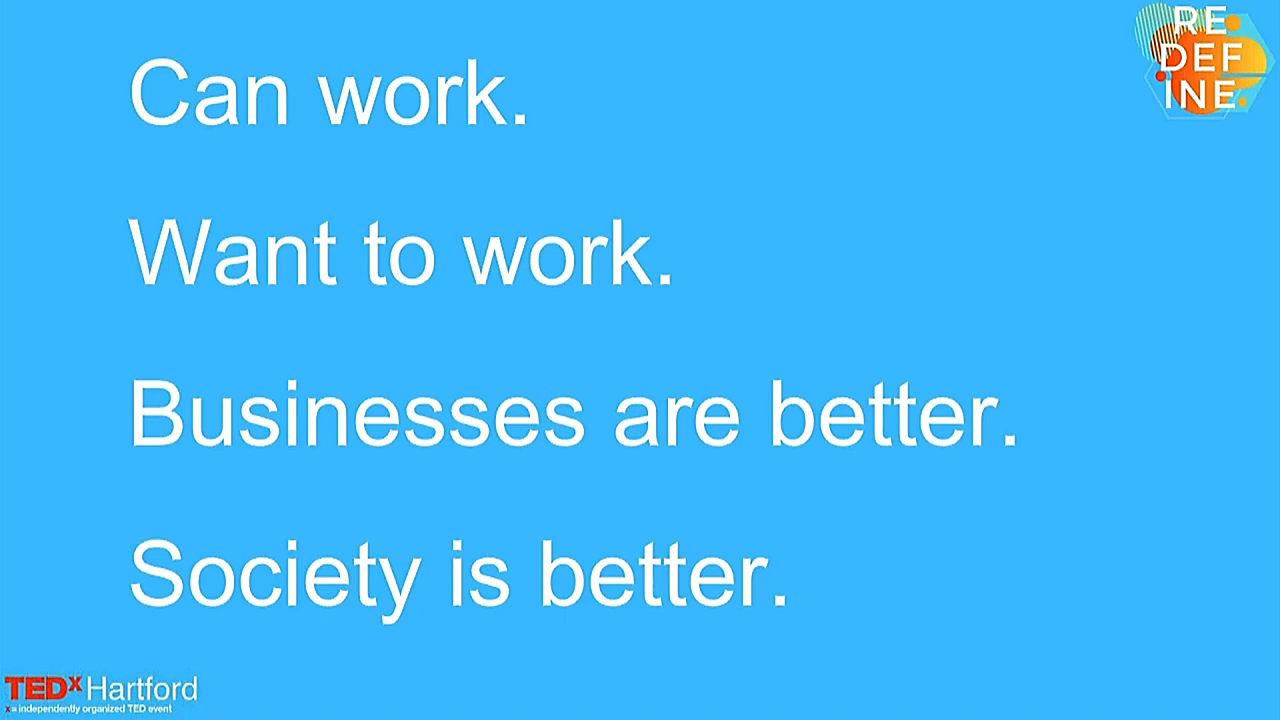 Can work.
RE
DEF
INE
Want to work.
Businesses are better.
Society is better.
TEDx Hartford
x = independently organized TED event